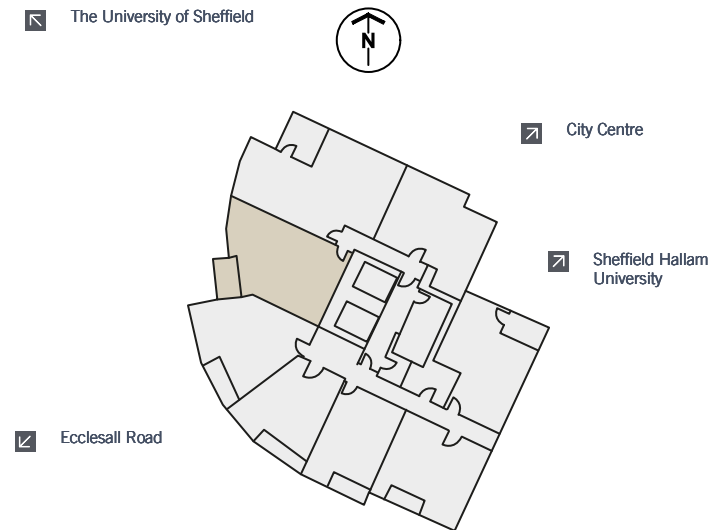 The University of Sheffield
N
City Centre
Sheffield Hallam
University
Ecclesall Road